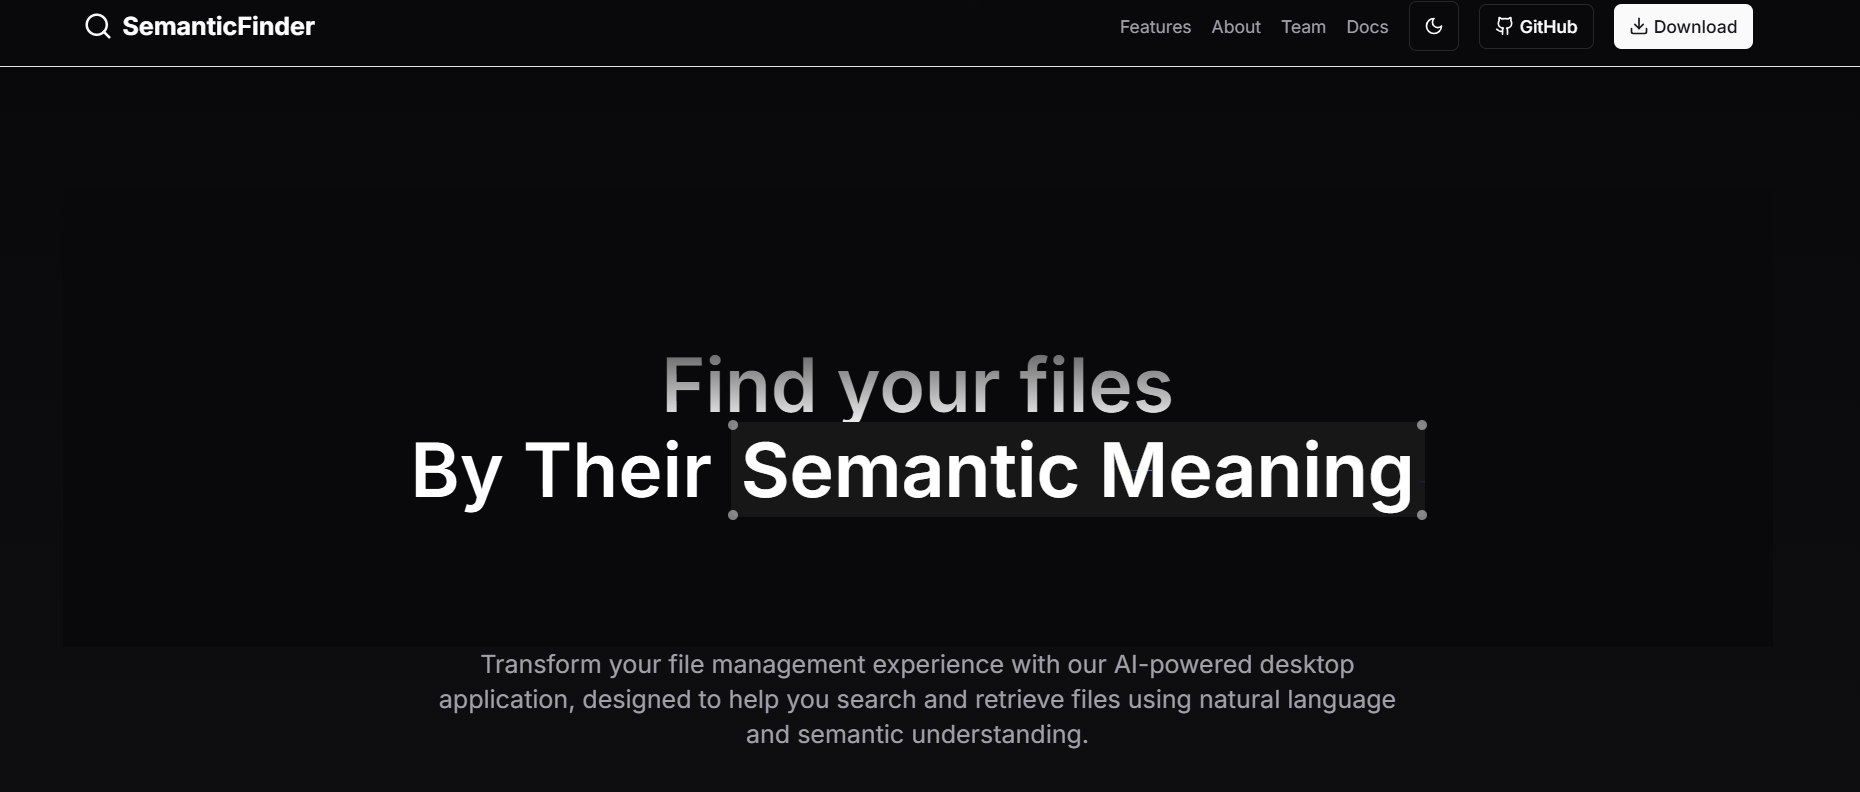 SemanticFinder
Features About Team Docs GitHub Download
Find your files
By Their Semantic Meaning
Transform your file management experience with our AI-powered desktop
application, designed to help you search and retrieve files using natural language
and semantic understanding.